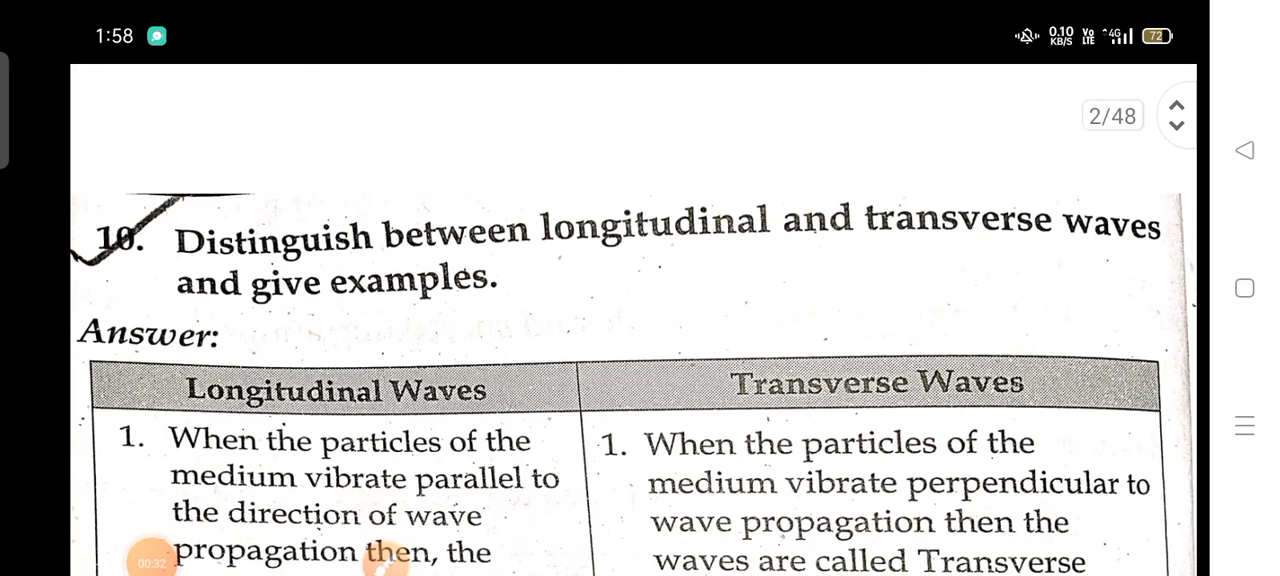 1:58
0.10 KB/S Vo LTE 4G 72
2/48
10. Distinguish between longitudinal and transverse waves
and give examples.
Answer:
Longitudinal Waves
Transverse Waves
1. When the particles of the
medium vibrate parallel to
the direction of wave
propagation then, the
1. When the particles of the
medium vibrate perpendicular to
wave propagation then the
waves are called Transverse
00:32